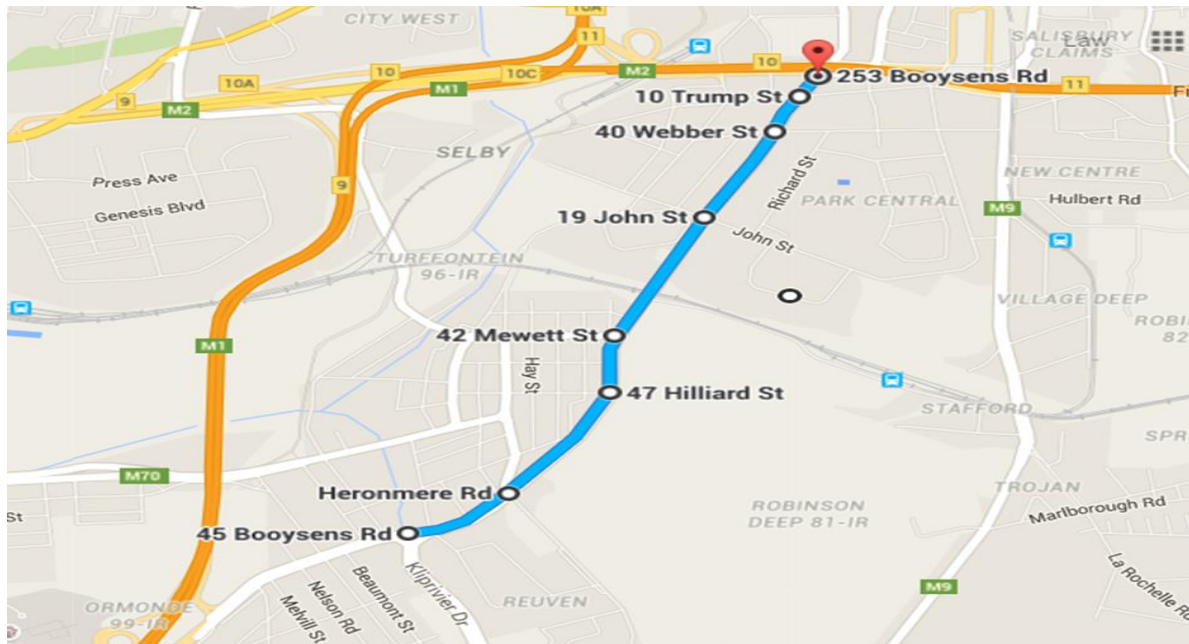 10A
CITY WEST
11
SALISBURY
CLAIMS
Law
10
10
10C
M2
253 Booysens Rd
10A
M1
11
9
M2
10 Trump St
40 Webber St
SELBY
Press Ave
9
Richard St
NEW CENTRE
Genesis Blvd
PARK CENTRAL
Hulbert Rd
M9
19 John St
John St
TURFFONTEIN
96-IR
VILLAGE DEEP
42 Mewett St
M1
Hay St
47 Hilliard St
STAFFORD
M70
Heronmere Rd
TROJAN
ROBINSON
DEEP 81-IR
Marlborough Rd
St
45 Booysens Rd
Kliprivier Dr
Beaumont St
Nelson Rd
Melvill St
REUVEN
M9
La Rochelle Rd
ORMONDE
99-IR